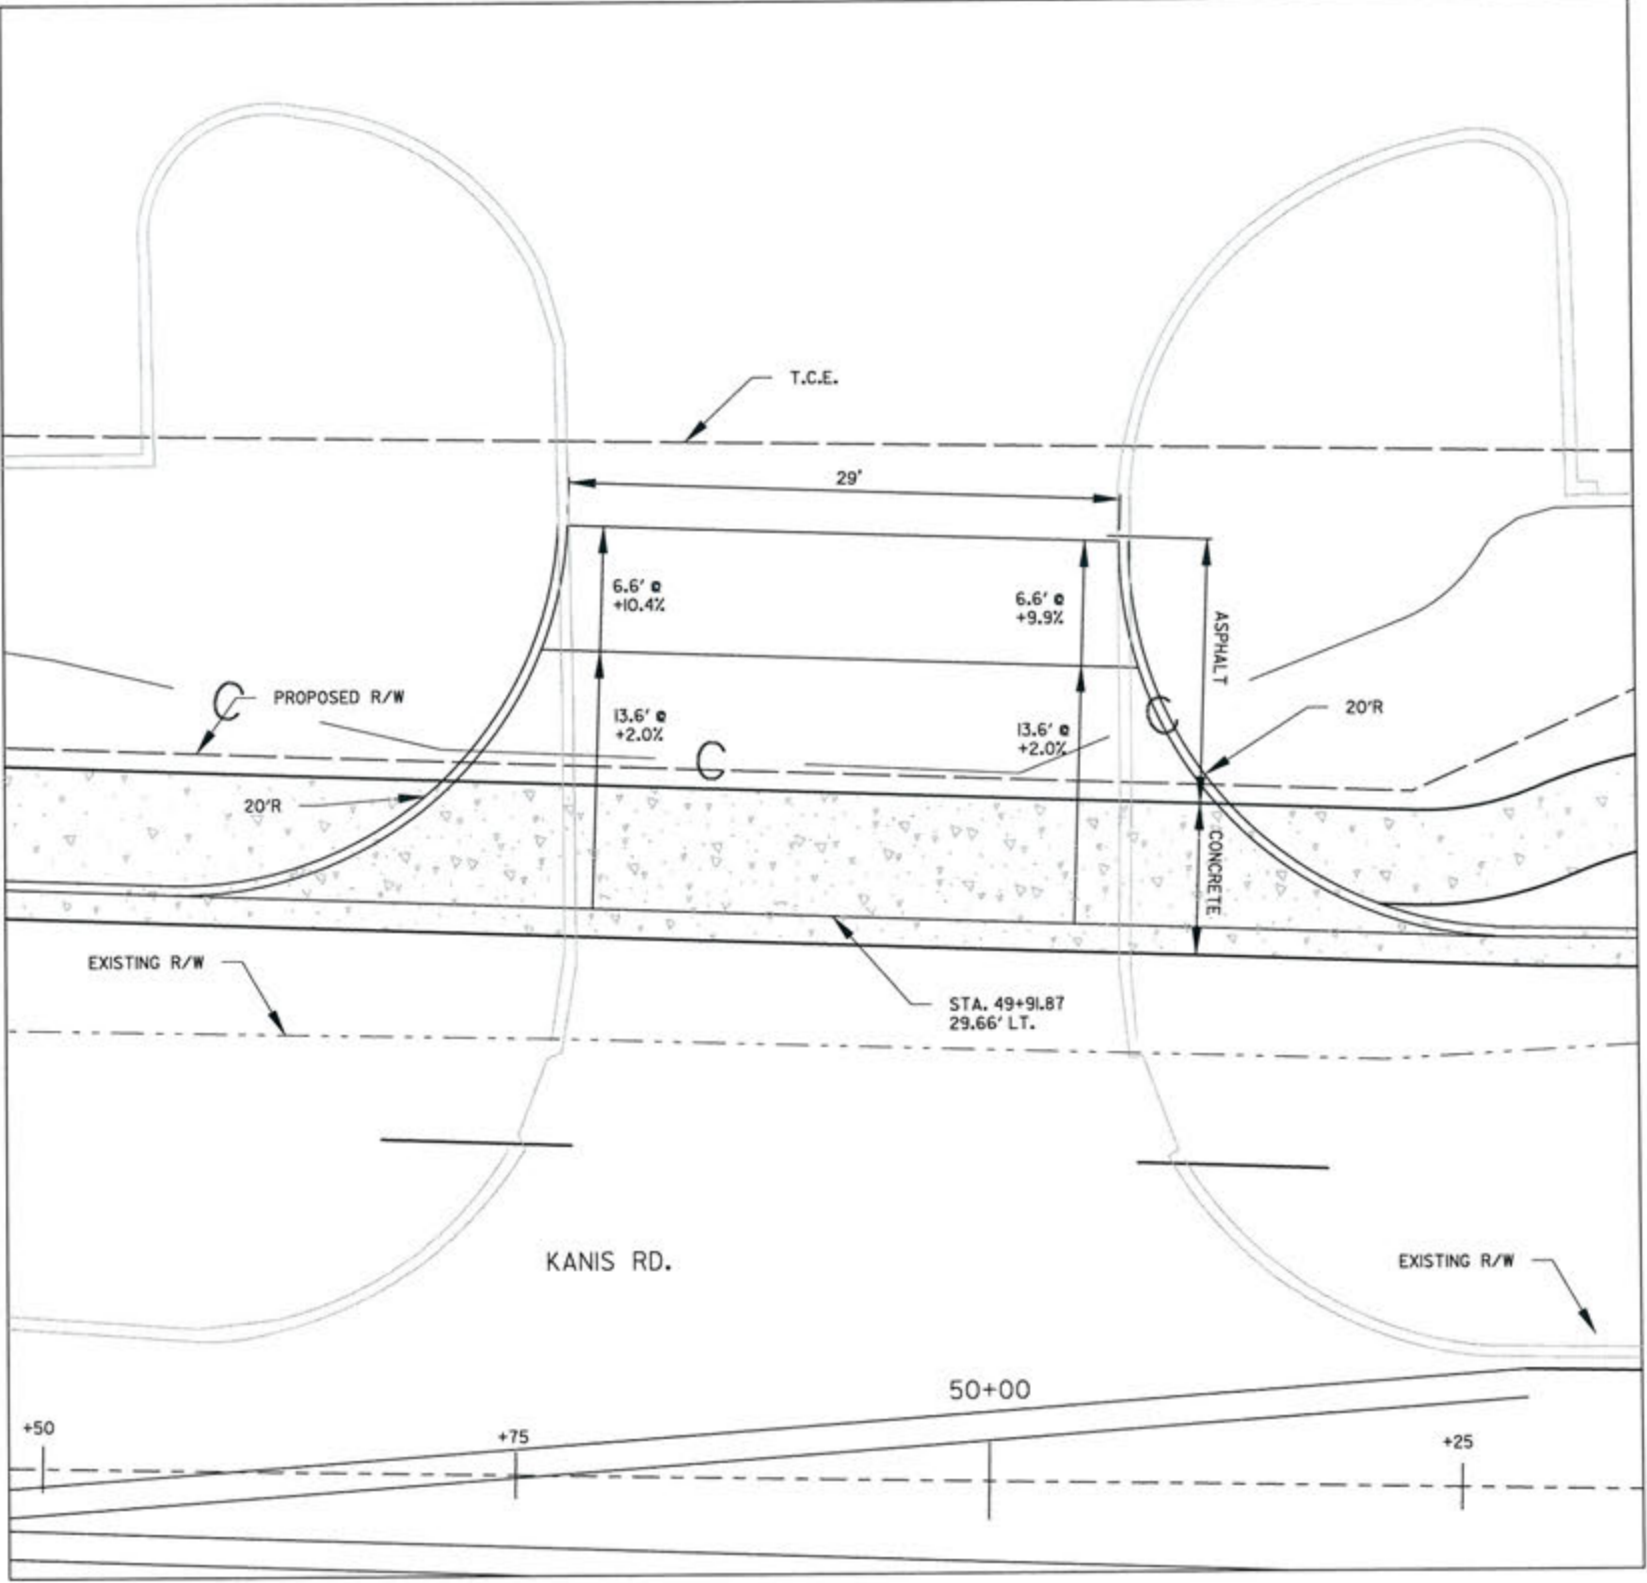 T.C.E.
29'
6.6' @
+10.4%
6.6' @
+9.9%
ASPHALT
C
PROPOSED R/W
13.6' @
+2.0%
C
13.6' @
+2.0%
C
20'R
20'R
CONCRETE
EXISTING R/W
STA. 49+91.87
29.66' LT.
KANIS RD.
EXISTING R/W
50+00
+50
+75
+25